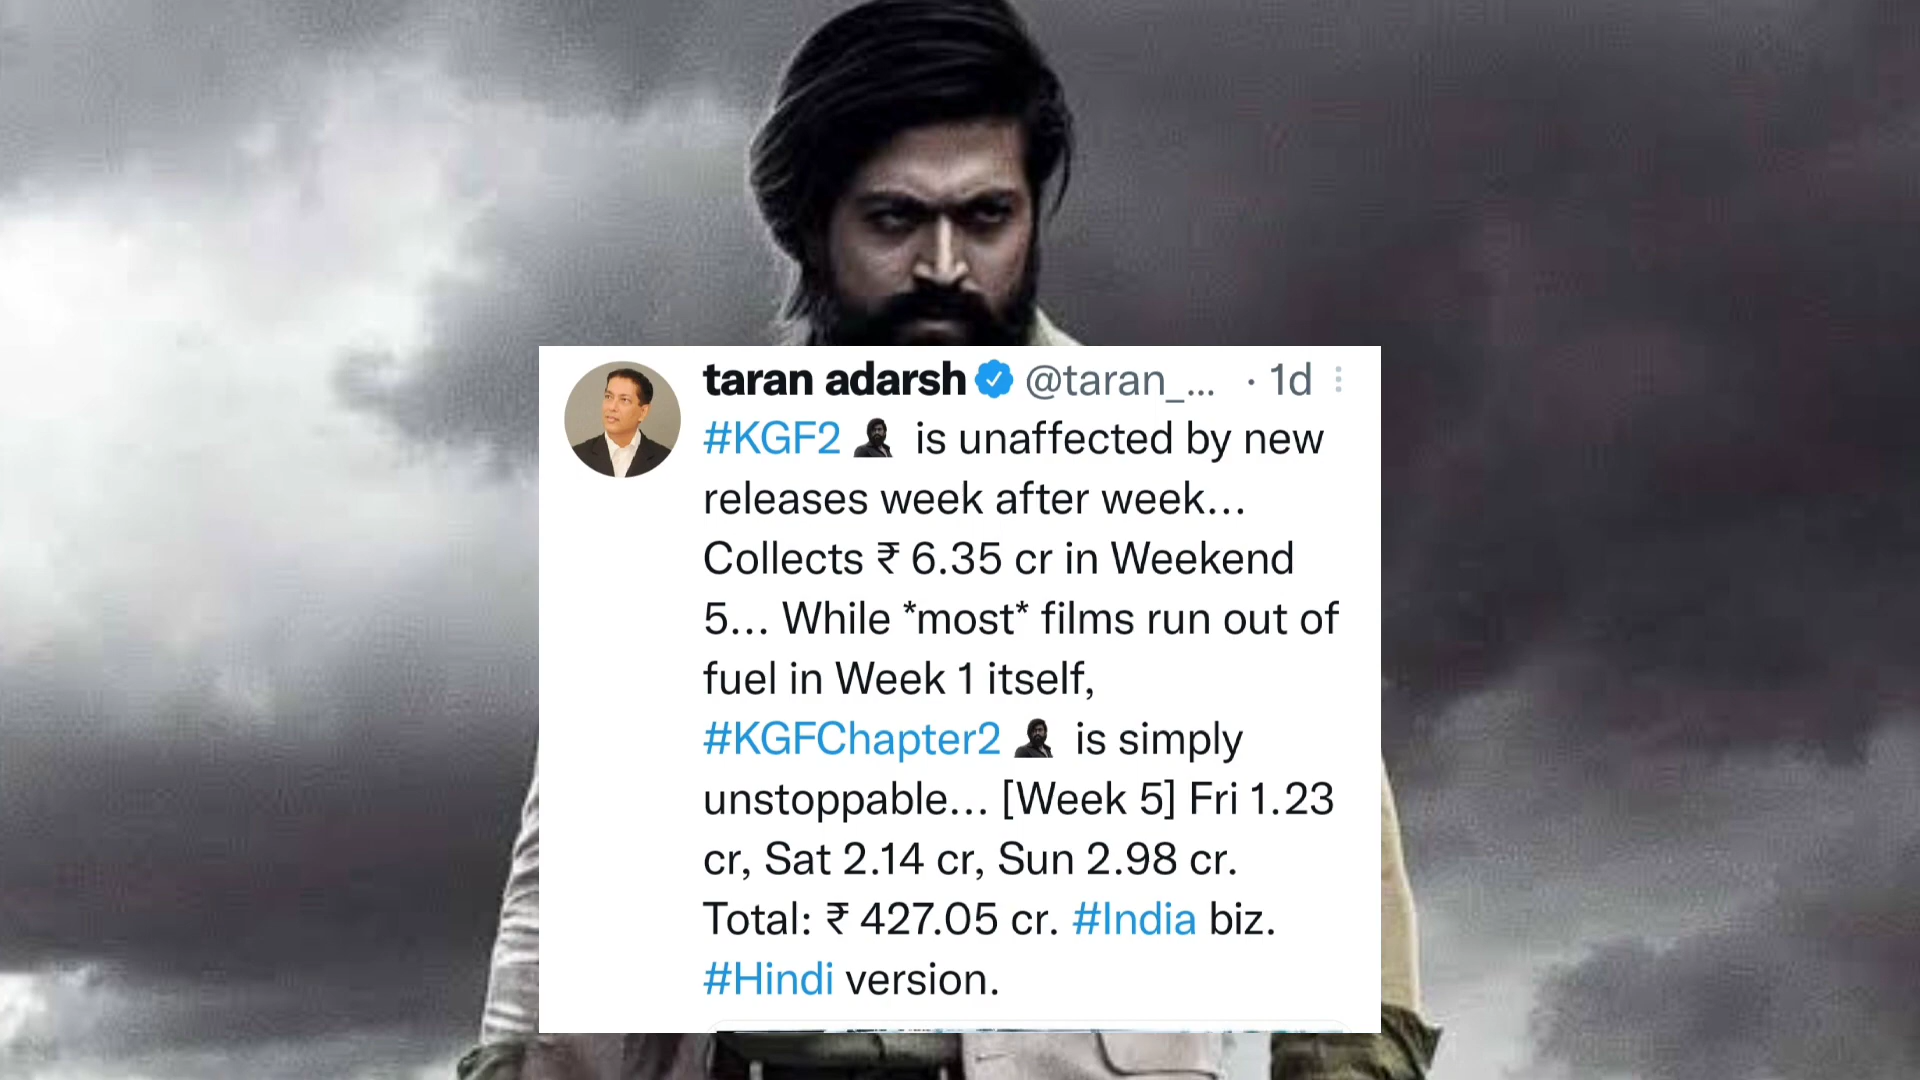 taran adarsh @taran_... · 1d
#KGF2 is unaffected by new
releases week after week...
Collects ₹ 6.35 cr in Weekend
5... While *most* films run out of
fuel in Week 1 itself,
#KGFChapter2 is simply
unstoppable... [Week 5] Fri 1.23
cr, Sat 2.14 cr, Sun 2.98 cr.
Total: ₹ 427.05 cr. #India biz.
#Hindi version.